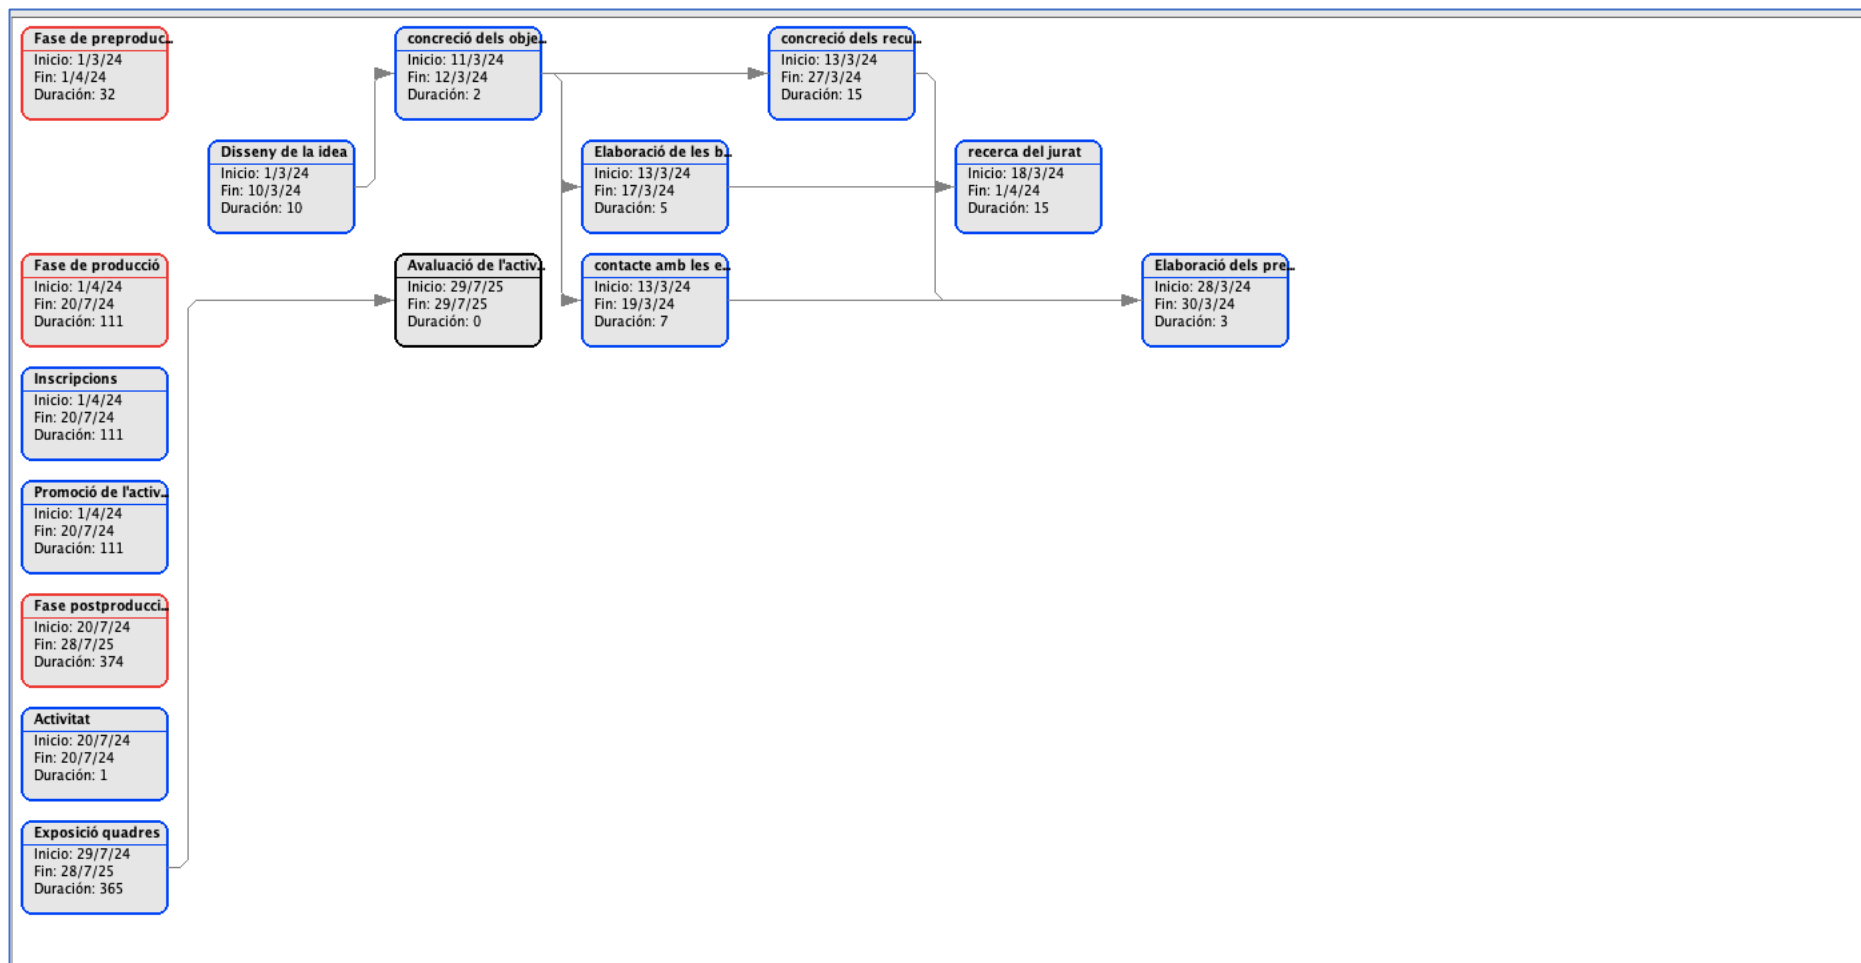 Fase de preproduc...
Inicio: 1/3/24
Fin: 1/4/24
Duración: 32
concreció dels obje...
Inicio: 11/3/24
Fin: 12/3/24
Duración: 2
concreció dels recu...
Inicio: 13/3/24
Fin: 27/3/24
Duración: 15
Disseny de la idea
Inicio: 1/3/24
Fin: 10/3/24
Duración: 10
Elaboració de les b...
Inicio: 13/3/24
Fin: 17/3/24
Duración: 5
recerca del jurat
Inicio: 18/3/24
Fin: 1/4/24
Duración: 15
Fase de producció
Inicio: 1/4/24
Fin: 20/7/24
Duración: 111
Avaluació de l'activ...
Inicio: 29/7/25
Fin: 29/7/25
Duración: 0
contacte amb les e...
Inicio: 13/3/24
Fin: 19/3/24
Duración: 7
Elaboració dels pre...
Inicio: 28/3/24
Fin: 30/3/24
Duración: 3
Inscripcions
Inicio: 1/4/24
Fin: 20/7/24
Duración: 111
Promoció de l'activ...
Inicio: 1/4/24
Fin: 20/7/24
Duración: 111
Fase postproducci...
Inicio: 20/7/24
Fin: 28/7/25
Duración: 374
Activitat
Inicio: 20/7/24
Fin: 20/7/24
Duración: 1
Exposició quadres
Inicio: 29/7/24
Fin: 28/7/25
Duración: 365